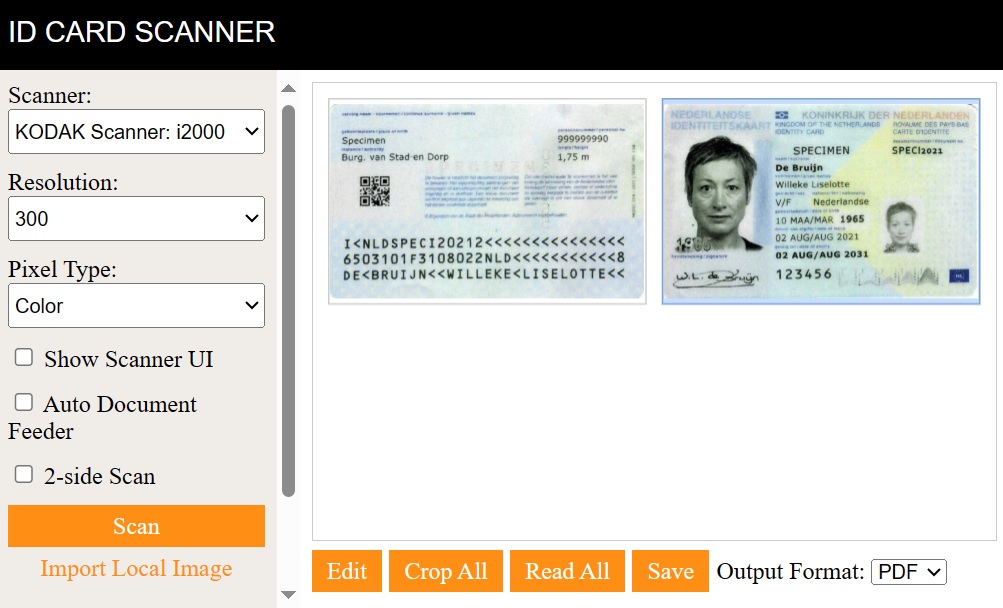 ID CARD SCANNER
Scanner:
KODAK Scanner: i2000
Resolution:
300
Pixel Type:
Color
Show Scanner UI
Auto Document
Feeder
2-side Scan
Scan
Import Local Image
Specimen
999999990
Burg. van Stad en Dorp
1,75 m
I<NLDSPECI20212<<<<<<<<<<<<<<<
6503101F3108022NLD<<<<<<<<<<<8
DE<BRUIJN<<WILLEKE<LISELOTTE<<
NEDERLANDSE
IDENTITEITSKAART
KONINKRIJK DER NEDERLANDEN
KINGDOM OF THE NETHERLANDS
ROYAUME DES PAYS-BAS
IDENTITY CARD
CARTE D'IDENTITE
SPECIMEN
SPECI2021
De Bruijn
Willeke Liselotte
V/F Nederlandse
10 MAA/MAR 1965
02 AUG/AUG 2021
02 AUG/AUG 2031
1965
W.L. de Bruijn
123456
Edit
Crop All
Read All
Save
Output Format:
PDF